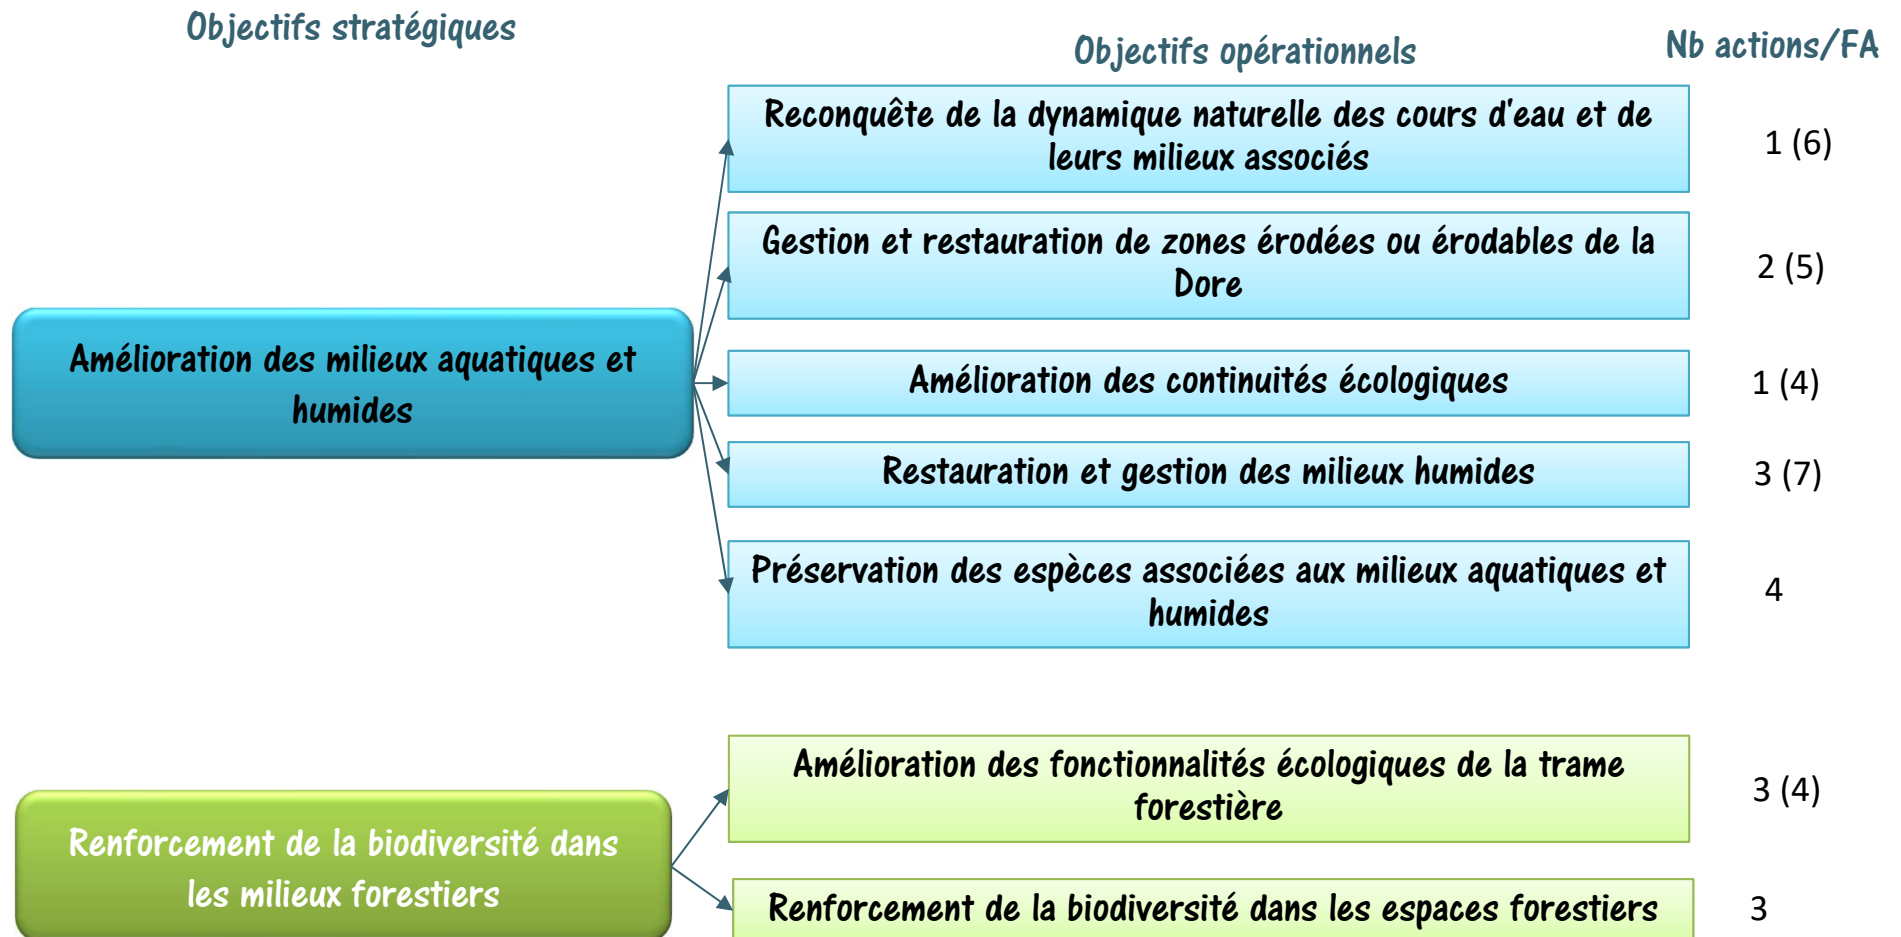 Objectifs stratégiques
Objectifs opérationnels
Nb actions/FA
Amélioration des milieux aquatiques et
humides
Reconquête de la dynamique naturelle des cours d'eau et de
leurs milieux associés
1 (6)
Gestion et restauration de zones érodées ou érodables de la
Dore
2 (5)
Amélioration des continuités écologiques
1 (4)
Restauration et gestion des milieux humides
3 (7)
Préservation des espèces associées aux milieux aquatiques et
humides
4
Renforcement de la biodiversité dans
les milieux forestiers
Amélioration des fonctionnalités écologiques de la trame
forestière
3 (4)
Renforcement de la biodiversité dans les espaces forestiers
3